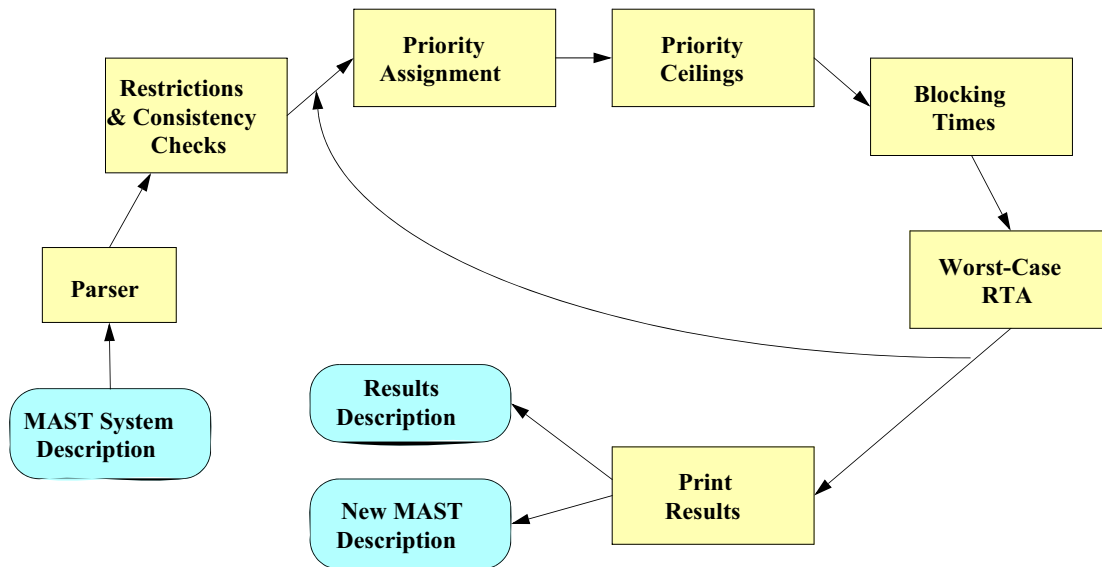 Priority
Assignment
Priority
Ceilings
Restrictions
& Consistency
Checks
Blocking
Times
Parser
Worst-Case
RTA
MAST System
Description
Results
Description
New MAST
Description
Print
Results